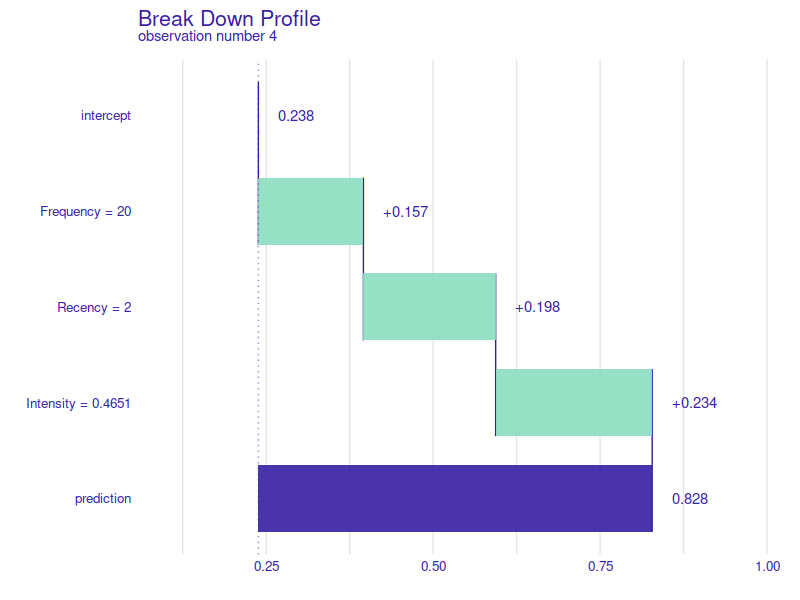 Break Down Profile
observation number 4
intercept
0.238
Frequency = 20
+0.157
Recency = 2
+0.198
Intensity = 0.4651
+0.234
prediction
0.828
0.25
0.50
0.75
1.00